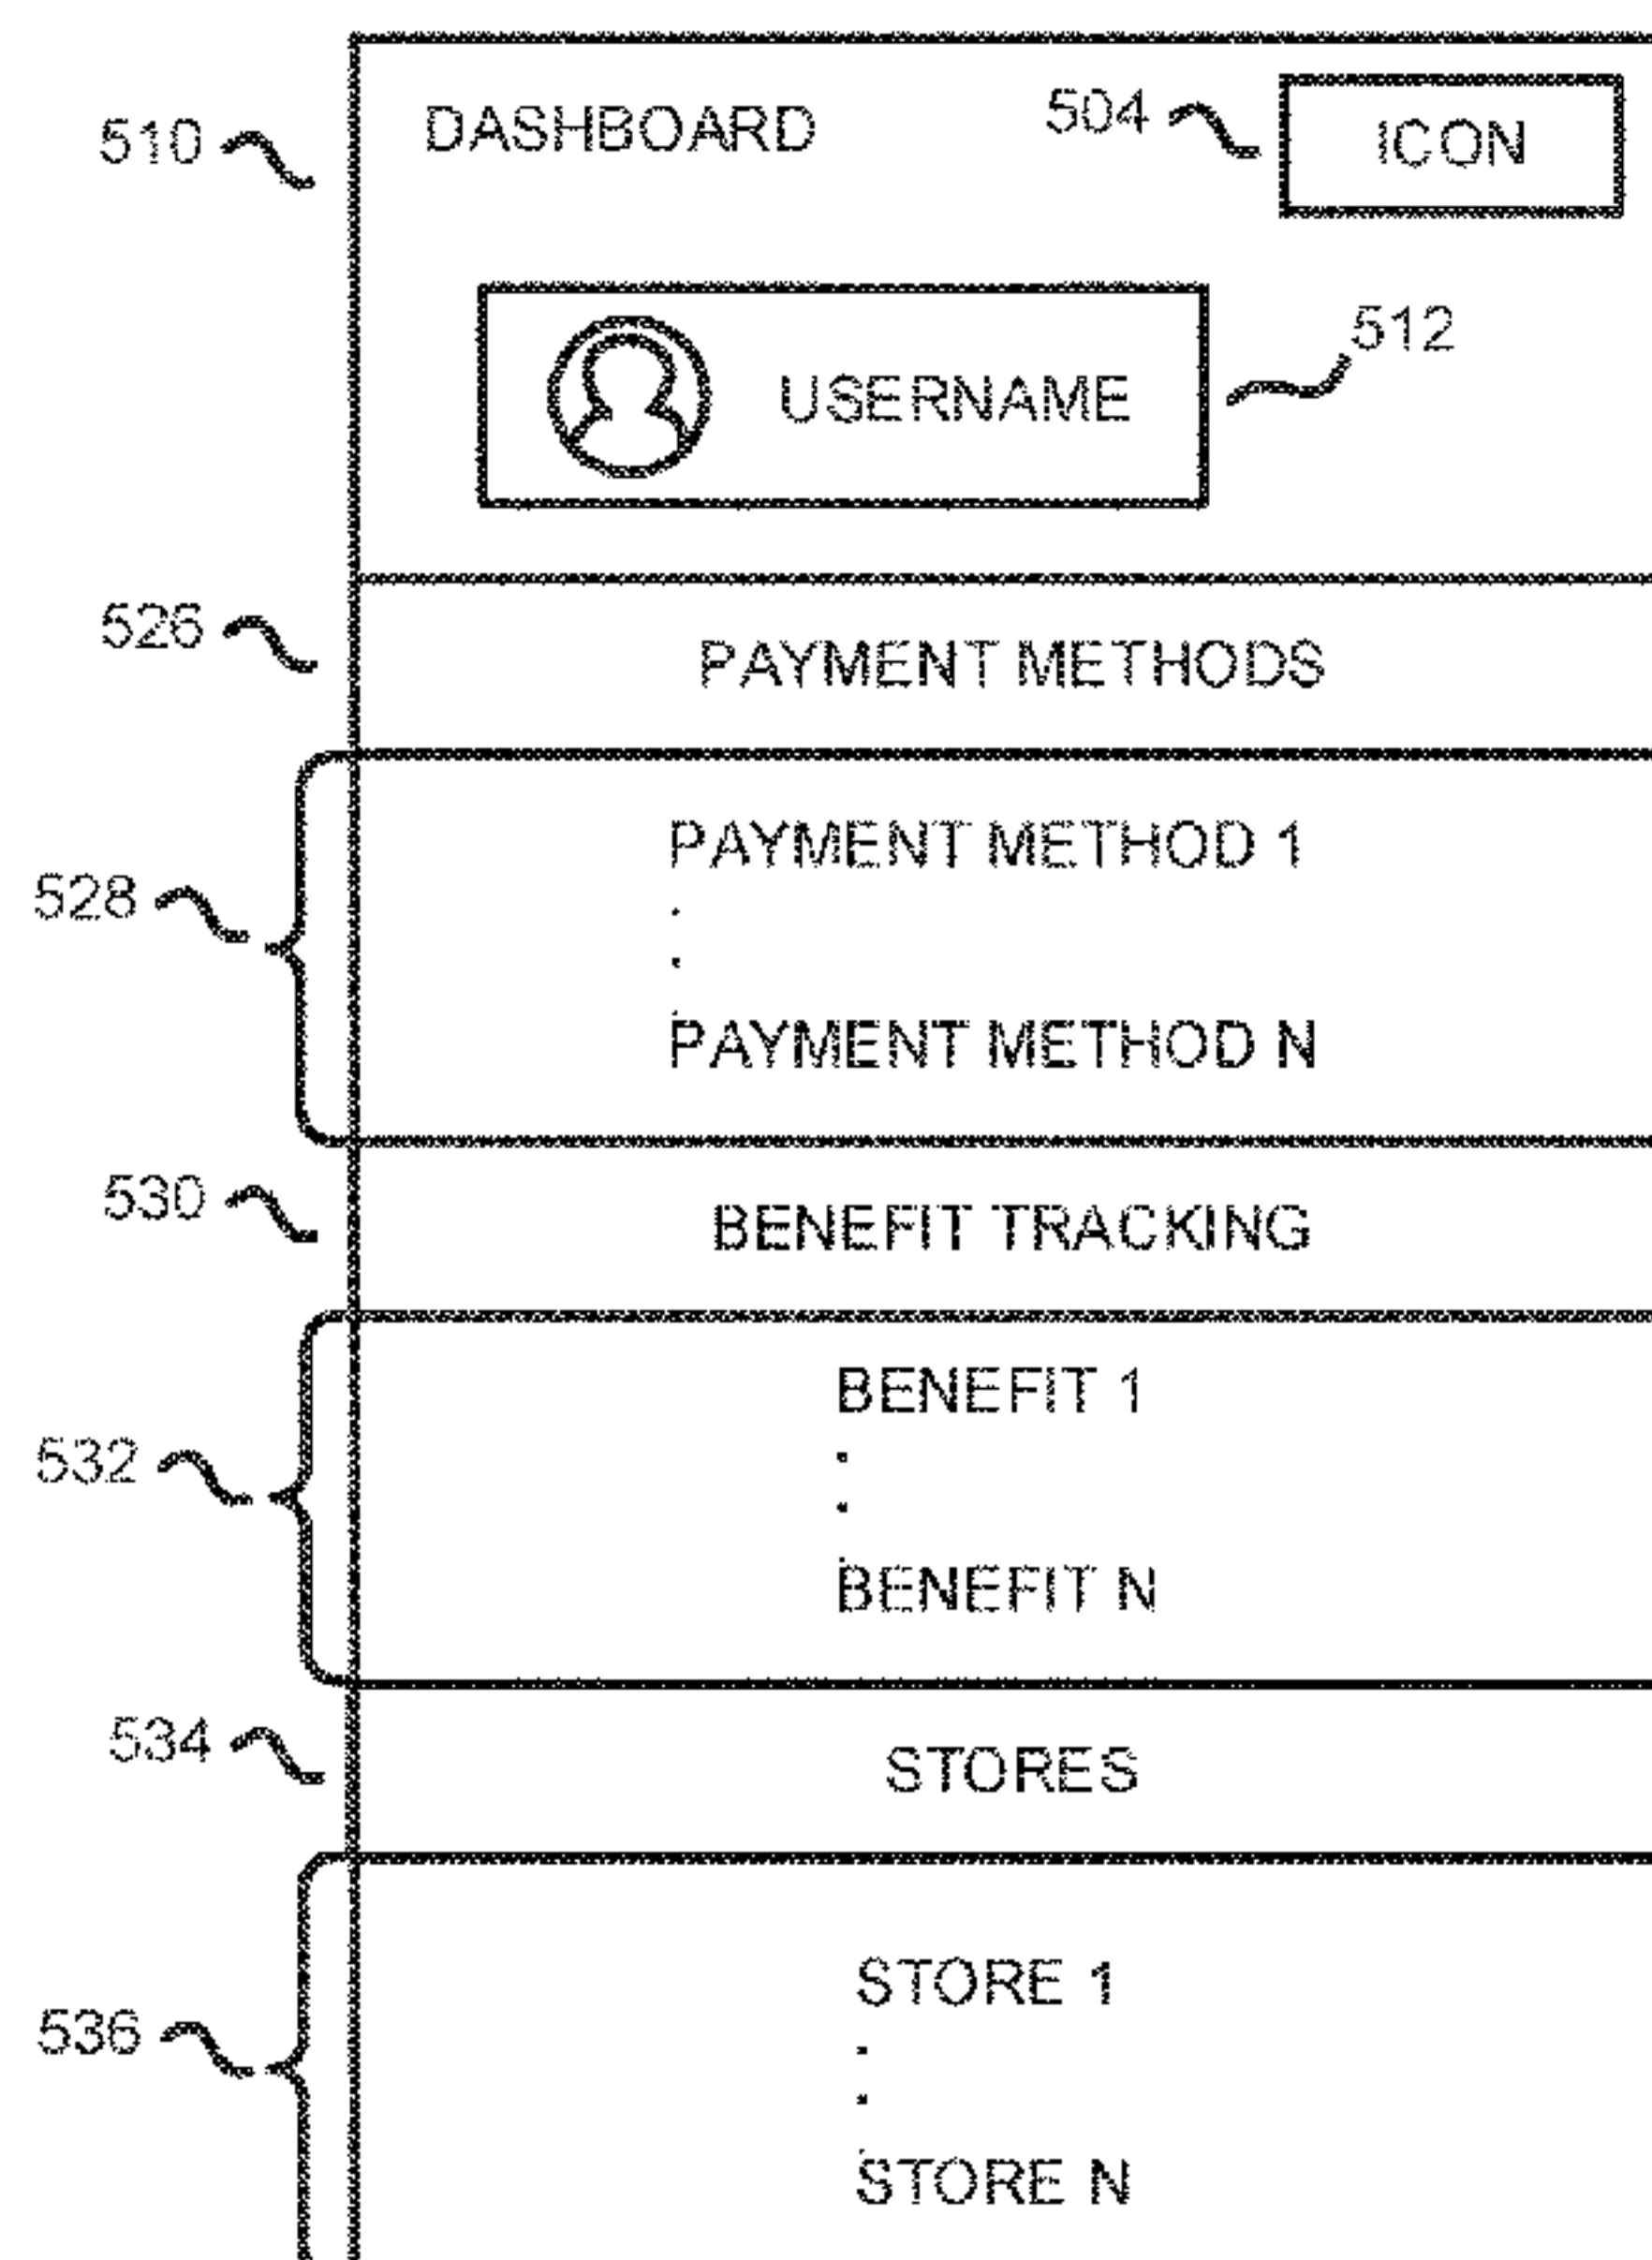 510
DASHBOARD
504
ICON
USERNAME
512
526
PAYMENT METHODS
528
PAYMENT METHOD 1
.
.
.
PAYMENT METHOD N
530
BENEFIT TRACKING
532
BENEFIT 1
.
.
.
BENEFIT N
534
STORES
536
STORE 1
.
.
.
STORE N